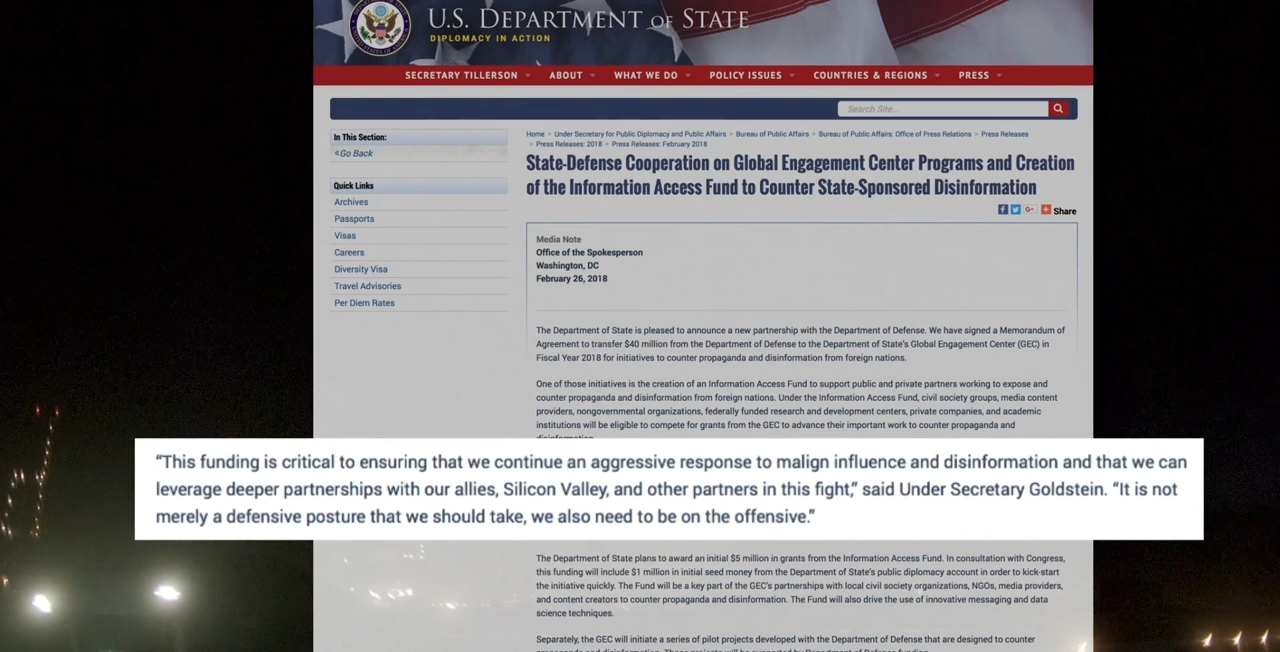 U.S. DEPARTMENT OF STATE
DIPLOMACY IN ACTION
SECRETARY TILLERSON ABOUT WHAT WE DO POLICY ISSUES COUNTRIES & REGIONS PRESS
Search Site...
In This Section:
«Go Back
Quick Links
Archives
Passports
Visas
Careers
Diversity Visa
Travel Advisories
Per Diem Rates
Home > Under Secretary for Public Diplomacy and Public Affairs > Bureau of Public Affairs > Bureau of Public Affairs: Office of Press Relations > Press Releases
> Press Releases: 2018 > Press Releases: February 2018
State-Defense Cooperation on Global Engagement Center Programs and Creation
of the Information Access Fund to Counter State-Sponsored Disinformation
Share
Media Note
Office of the Spokesperson
Washington, DC
February 26, 2018
The Department of State is pleased to announce a new partnership with the Department of Defense. We have signed a Memorandum of
Agreement to transfer $40 million from the Department of Defense to the Department of State's Global Engagement Center (GEC) in
Fiscal Year 2018 for initiatives to counter propaganda and disinformation from foreign nations.
One of those initiatives is the creation of an Information Access Fund to support public and private partners working to expose and
counter propaganda and disinformation from foreign nations. Under the Information Access Fund, civil society groups, media content
providers, nongovernmental organizations, federally funded research and development centers, private companies, and academic
institutions will be eligible to compete for grants from the GEC to advance their important work to counter propaganda and
disinformation.
“This funding is critical to ensuring that we continue an aggressive response to malign influence and disinformation and that we can
leverage deeper partnerships with our allies, Silicon Valley, and other partners in this fight,” said Under Secretary Goldstein. “It is not
merely a defensive posture that we should take, we also need to be on the offensive.”
The Department of State plans to award an initial $5 million in grants from the Information Access Fund. In consultation with Congress,
this funding will include $1 million in initial seed money from the Department of State's public diplomacy account in order to kick-start
the initiative quickly. The Fund will be a key part of the GEC's partnerships with local civil society organizations, NGOs, media providers,
and content creators to counter propaganda and disinformation. The Fund will also drive the use of innovative messaging and data
science techniques.
Separately, the GEC will initiate a series of pilot projects developed with the Department of Defense that are designed to counter
propaganda and disinformation. Those projects will be supported by Department of Defense funding.